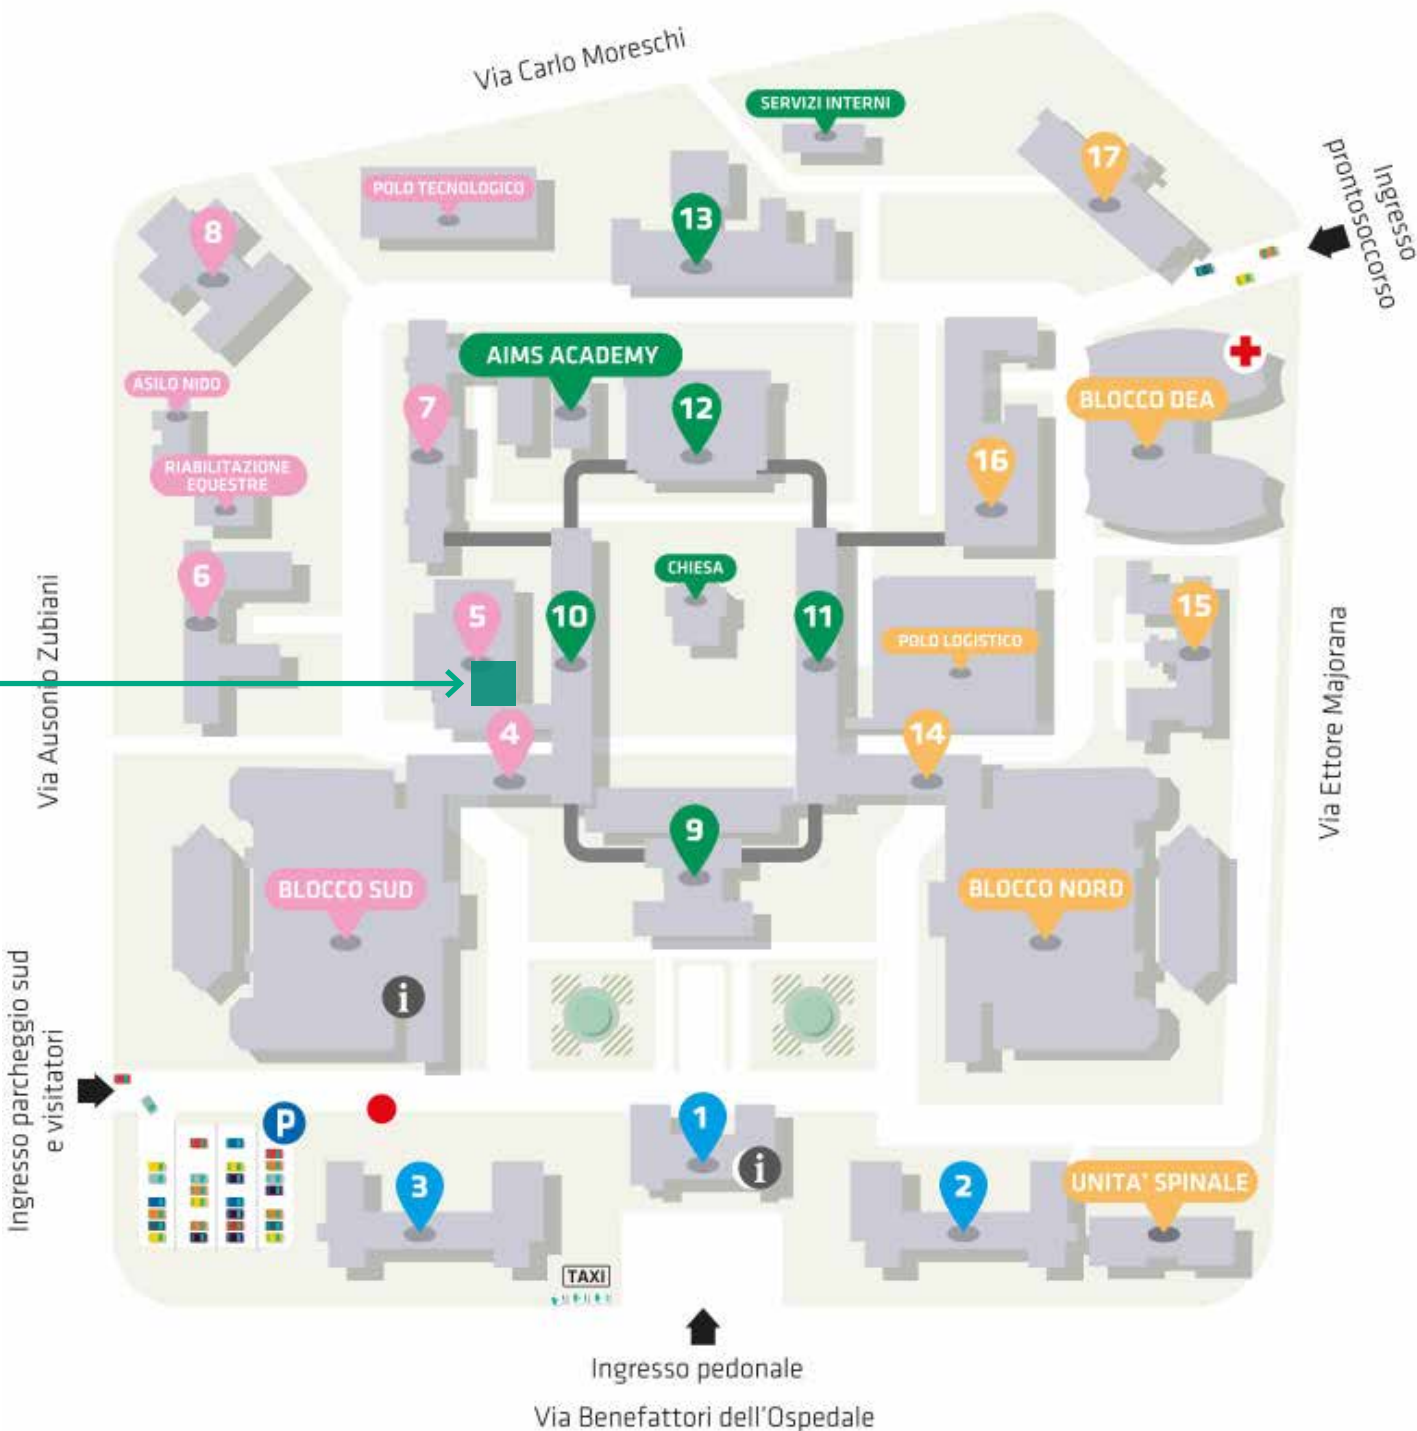 Via Carlo Moreschi
SERVIZI INTERNI
17
Ingresso
prontosoccorso
POLO TECNOLOGICO
13
8
AIMS ACADEMY
ASILO NIDO
7
12
BLOCCO DEA
16
RIABILITAZIONE
EQUESTRE
CHIESA
6
5
10
11
15
POLO LOGISTICO
Via Ausonio Zubiani
Via Ettore Majorana
4
14
9
BLOCCO SUD
BLOCCO NORD
i
Ingresso parcheggio sud
e visitatori
P
1
i
3
2
UNITA' SPINALE
TAXI
Ingresso pedonale
Via Benefattori dell'Ospedale